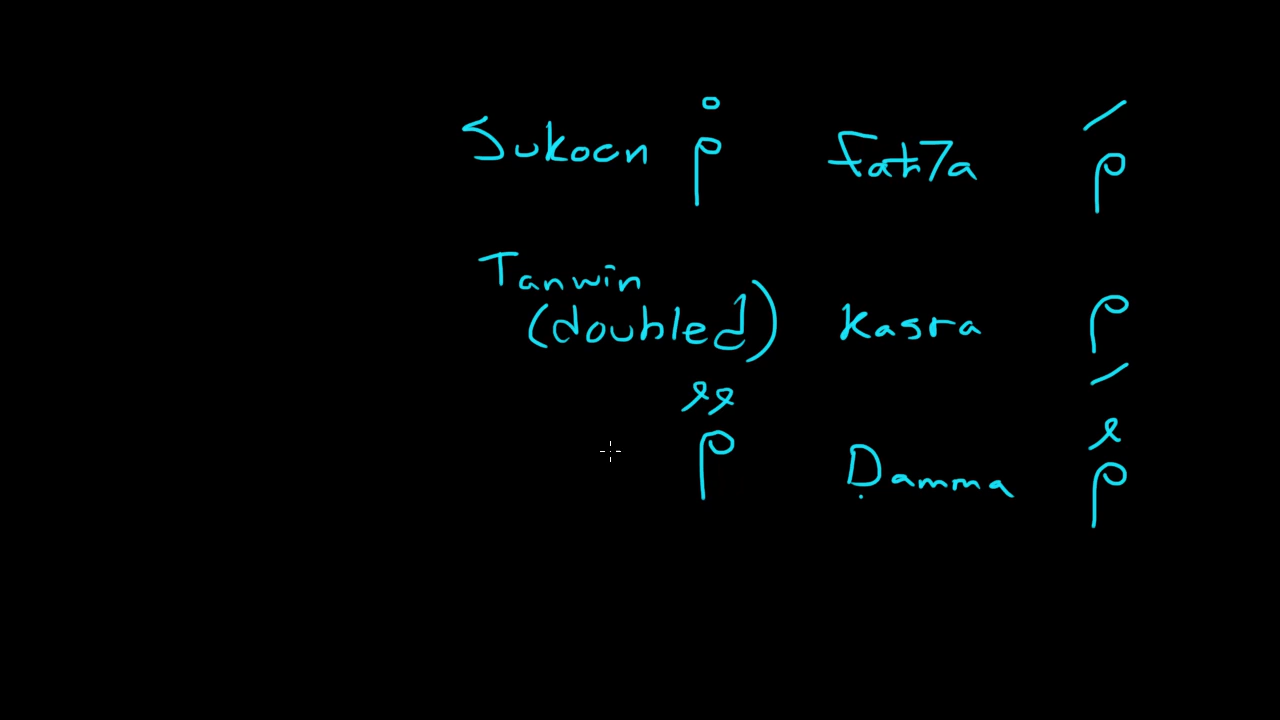 Sukoon مْ Fat7a مَ
Tanwin
(doubled) Kasra مِ
مٌ Damma مُ